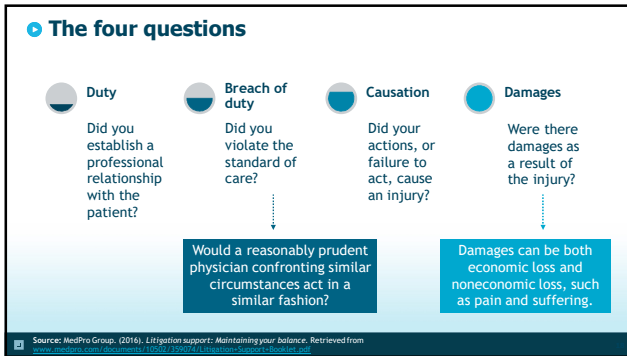 The four questions
Duty
Did you
establish a
professional
relationship
with the
patient?
Breach of
duty
Did you
violate the
standard of
care?
Causation
Did your
actions, or
failure to
act, cause
an injury?
Damages
Were there
damages as
a result of
the injury?
Would a reasonably prudent
physician confronting similar
circumstances act in a
similar fashion?
Damages can be both
economic loss and
noneconomic loss, such
as pain and suffering.
Source: MedPro Group. (2016). Litigation support: Maintaining your balance. Retrieved from
www.medpro.com/documents/10502/359074/Litigation+Support+Booklet.pdf